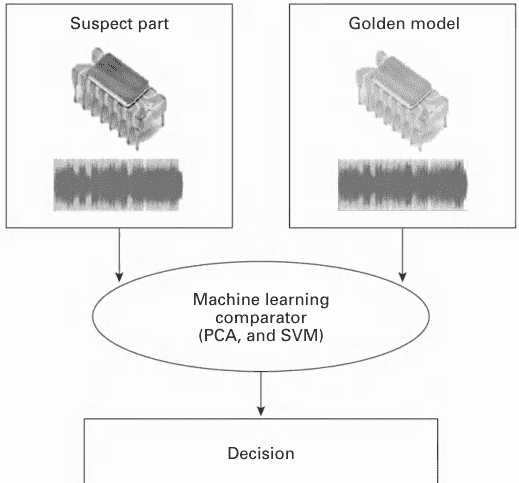 Suspect part
Golden model
Machine learning
comparator
(PCA, and SVM)
Decision